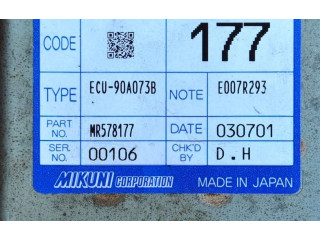 CODE 177
TYPE ECU-90A073B NOTE E007R293
PART NO. MR578177 DATE 030701
SER. NO. 00106 CHK'D BY D.H
MIKUNI CORPORATION MADE IN JAPAN